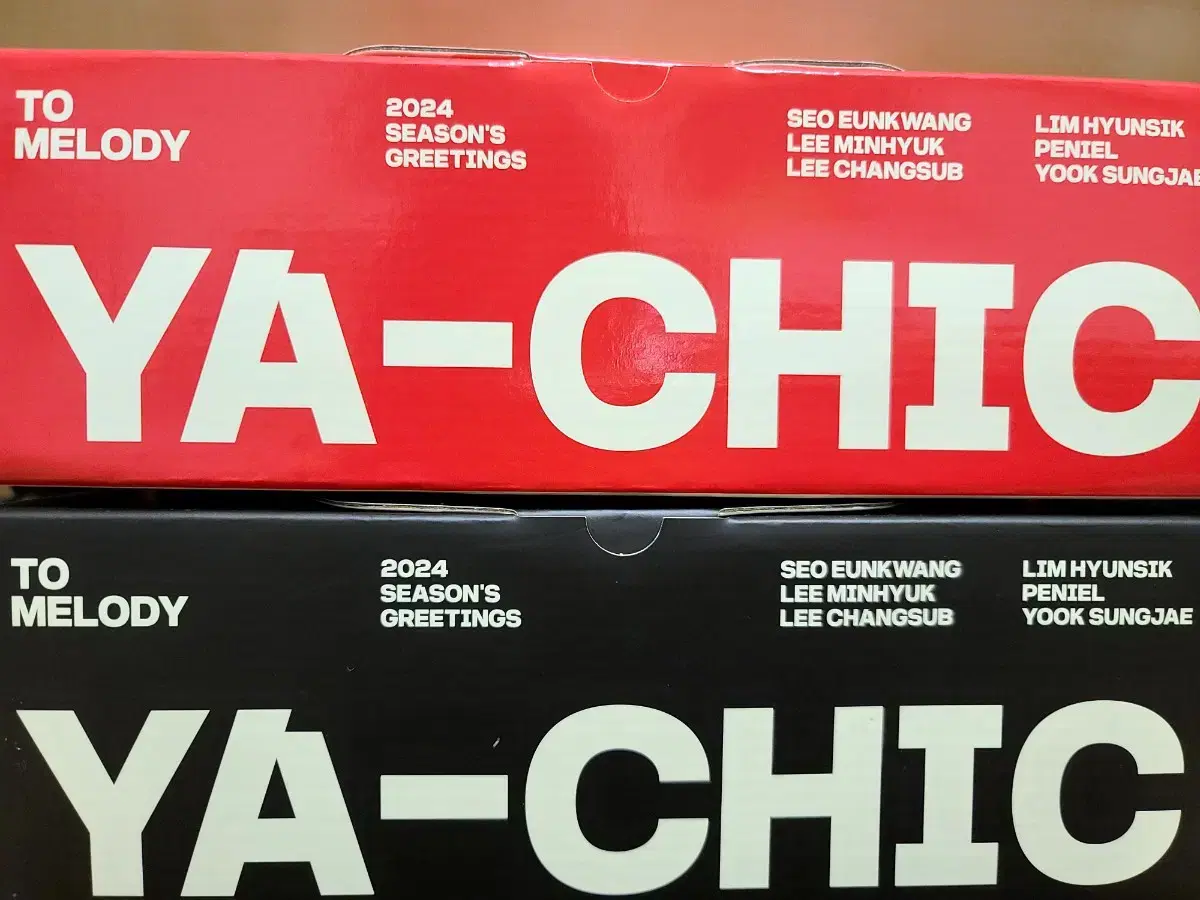 TO
MELODY
2024
SEASON'S
GREETINGS
SEO EUNKWANG
LEE MINHYUK
LEE CHANGSUB
LIM HYUNSIK
PENIEL
YOOK SUNGJAE
YA-CHIC
TO
MELODY
2024
SEASON'S
GREETINGS
SEO EUNKWANG
LEE MINHYUK
LEE CHANGSUB
LIM HYUNSIK
PENIEL
YOOK SUNGJAE
YA-CHIC